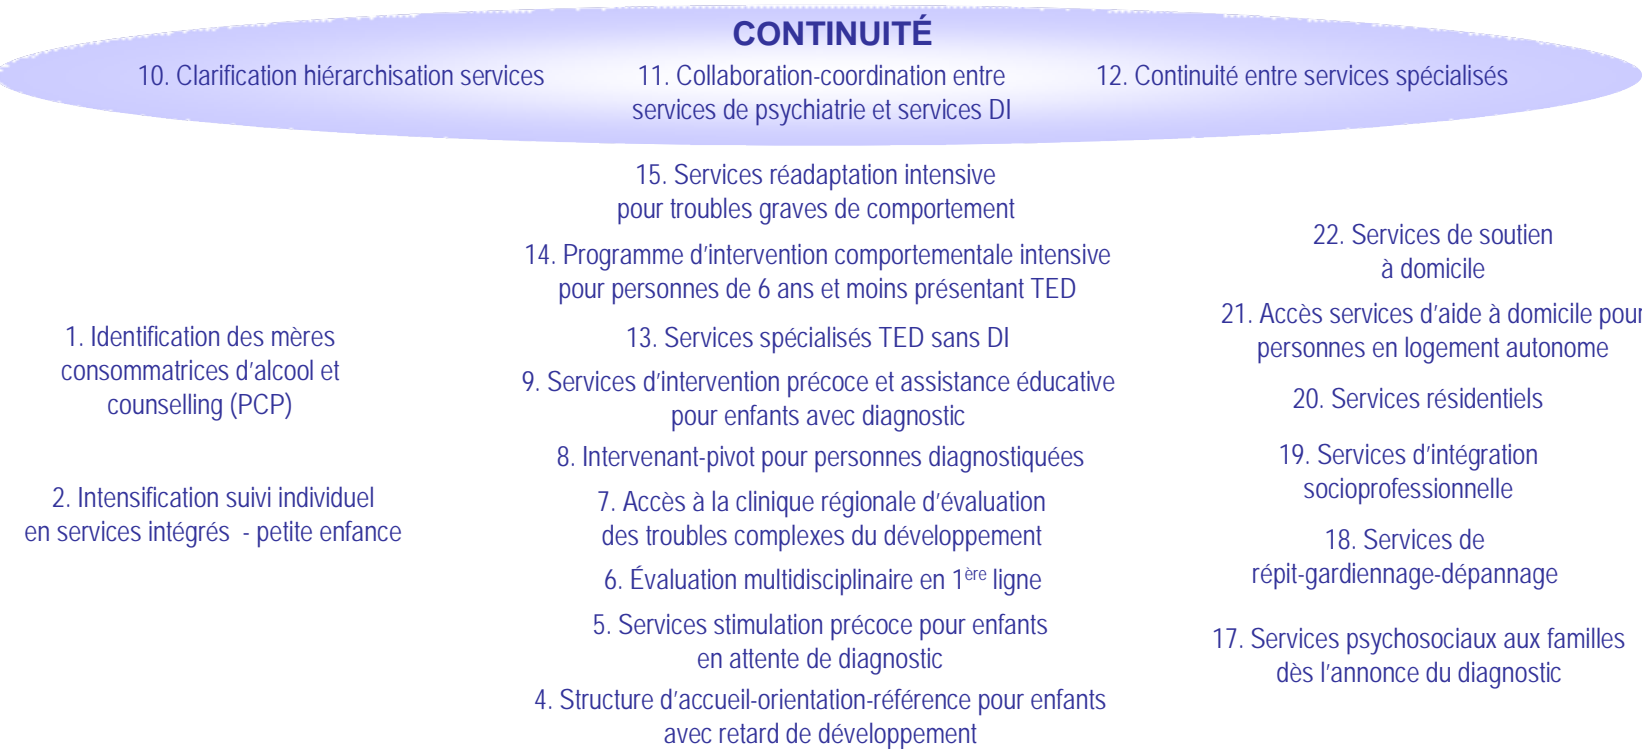 CONTINUITÉ
10. Clarification hiérarchisation services
11. Collaboration-coordination entre
services de psychiatrie et services DI
12. Continuité entre services spécialisés
1. Identification des mères
consommatrices d'alcool et
counselling (PCP)
2. Intensification suivi individuel
en services intégrés - petite enfance
15. Services réadaptation intensive
pour troubles graves de comportement
14. Programme d'intervention comportementale intensive
pour personnes de 6 ans et moins présentant TED
13. Services spécialisés TED sans DI
9. Services d'intervention précoce et assistance éducative
pour enfants avec diagnostic
8. Intervenant-pivot pour personnes diagnostiquées
7. Accès à la clinique régionale d'évaluation
des troubles complexes du développement
6. Évaluation multidisciplinaire en 1ère ligne
5. Services stimulation précoce pour enfants
en attente de diagnostic
4. Structure d'accueil-orientation-référence pour enfants
avec retard de développement
22. Services de soutien
à domicile
21. Accès services d'aide à domicile pour
personnes en logement autonome
20. Services résidentiels
19. Services d'intégration
socioprofessionnelle
18. Services de
répit-gardiennage-dépannage
17. Services psychosociaux aux familles
dès l'annonce du diagnostic